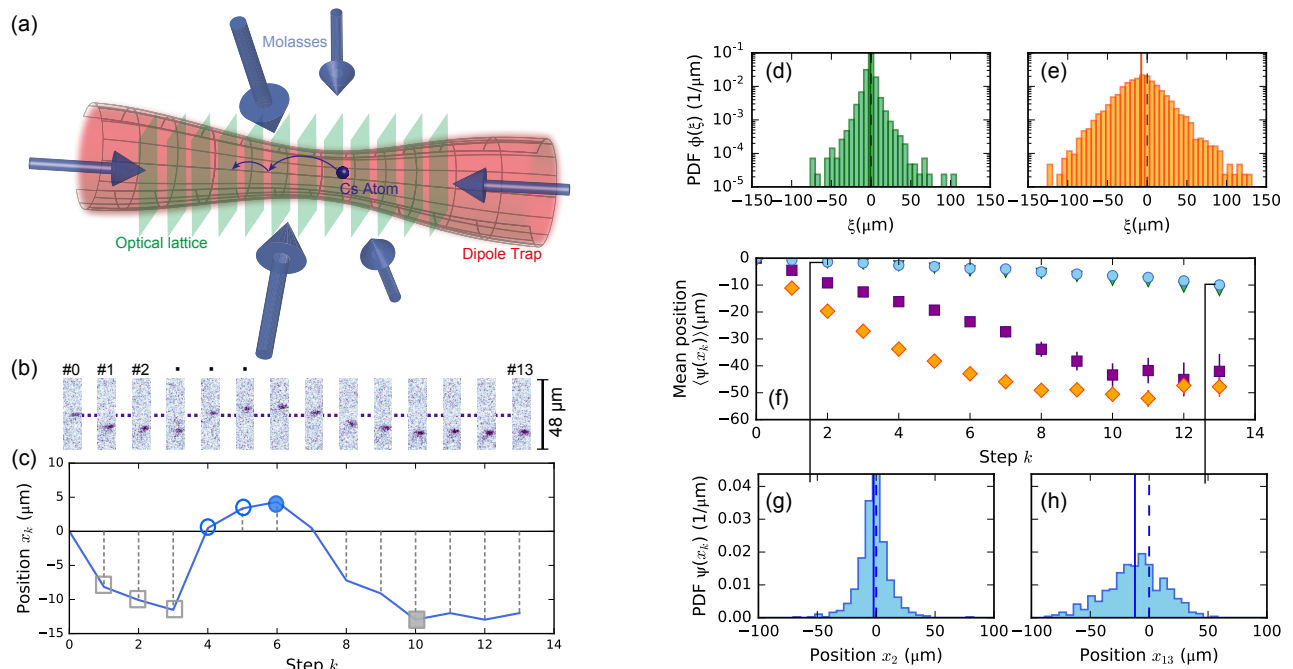 (a)
Molasses
Cs Atom
Optical lattice
Dipole Trap
(b)
#0 #1 #2 #13
48 μm
(c)
Position xₖ (μm)
10
5
0
−5
−10
−15
0 2 4 6 8 10 12 14
Step k
(d)
PDF ϕ(ξ) (1/μm)
10⁻¹
10⁻²
10⁻³
10⁻⁴
10⁻⁵
−150 −100 −50 0 50 100 150
ξ(μm)
(e)
−150 −100 −50 0 50 100 150
ξ(μm)
(f)
Mean position
⟨ψ(xₖ)⟩(μm)
0
−10
−20
−30
−40
−50
−60
0 2 4 6 8 10 12 14
Step k
(g)
PDF ψ(xₖ) (1/μm)
0.04
0.03
0.02
0.01
0.00
−100 −50 0 50 100
Position x₂ (μm)
(h)
−100 −50 0 50 100
Position x₁₃ (μm)